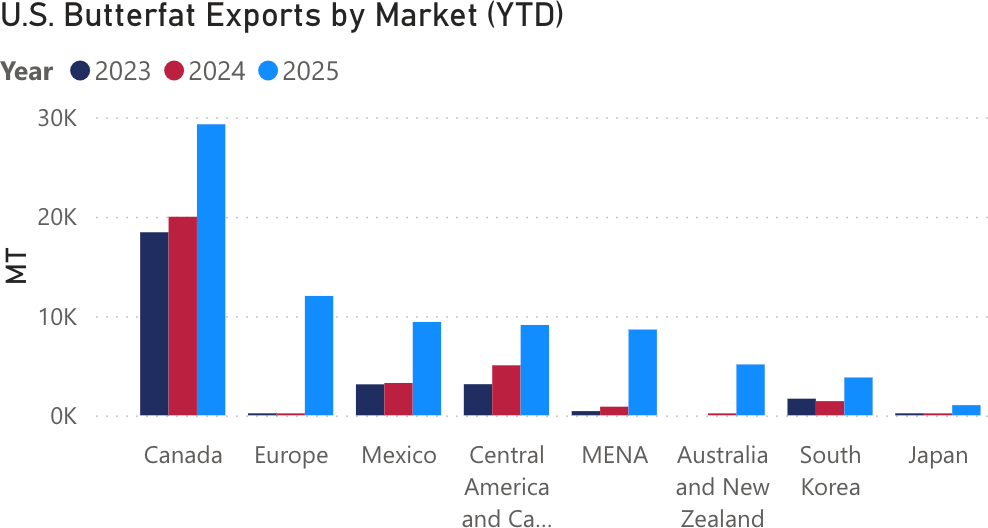 U.S. Butterfat Exports by Market (YTD)
Year 2023 2024 2025
30K
20K
10K
0K
MT
Canada
Europe
Mexico
Central
America
and Ca...
MENA
Australia
and New
Zealand
South
Korea
Japan